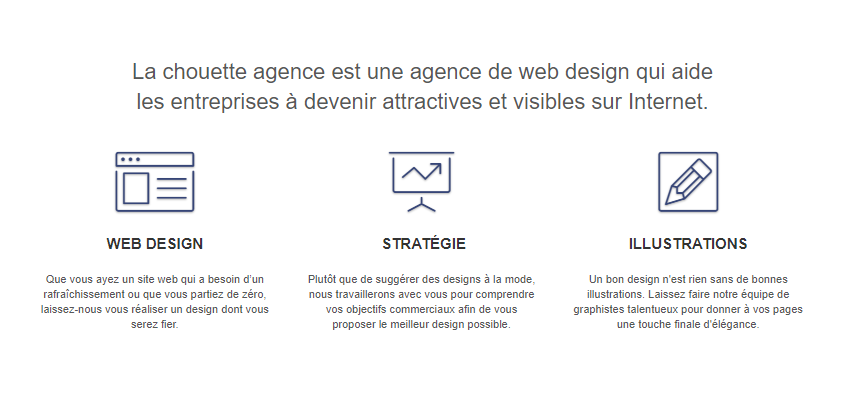 La chouette agence est une agence de web design qui aide
les entreprises à devenir attractives et visibles sur Internet.
WEB DESIGN
Que vous ayez un site web qui a besoin d'un
rafraîchissement ou que vous partiez de zéro,
laissez-nous vous réaliser un design dont vous
serez fier.
STRATÉGIE
Plutôt que de suggérer des designs à la mode,
nous travaillerons avec vous pour comprendre
vos objectifs commerciaux afin de vous
proposer le meilleur design possible.
ILLUSTRATIONS
Un bon design n'est rien sans de bonnes
illustrations. Laissez faire notre équipe de
graphistes talentueux pour donner à vos pages
une touche finale d'élégance.